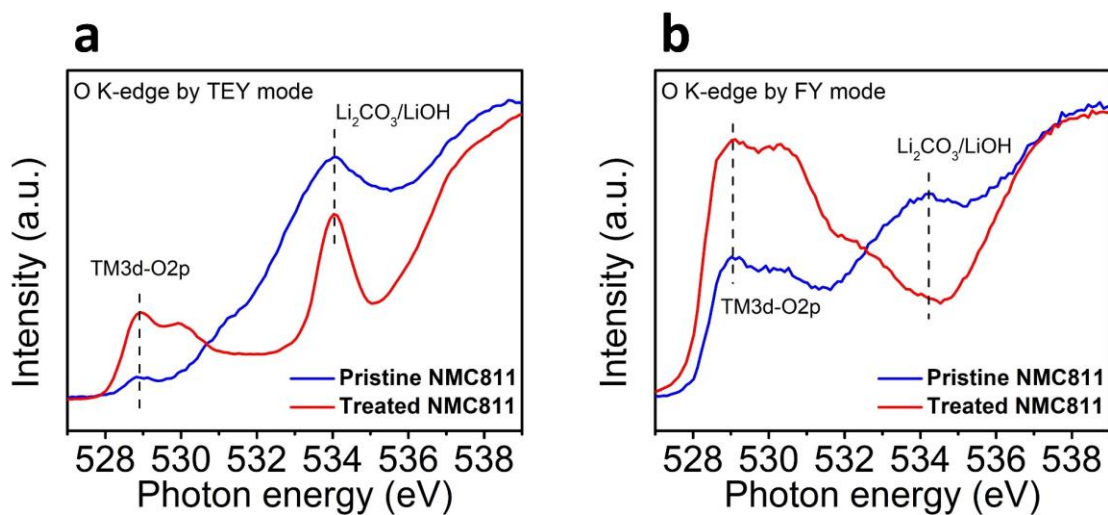 a
O K-edge by TEY mode
Li₂CO₃/LiOH
TM3d-O2p
Pristine NMC811
Treated NMC811
Intensity (a.u.)
528 530 532 534 536 538
Photon energy (eV)
b
O K-edge by FY mode
Li₂CO₃/LiOH
TM3d-O2p
Pristine NMC811
Treated NMC811
Intensity (a.u.)
528 530 532 534 536 538
Photon energy (eV)